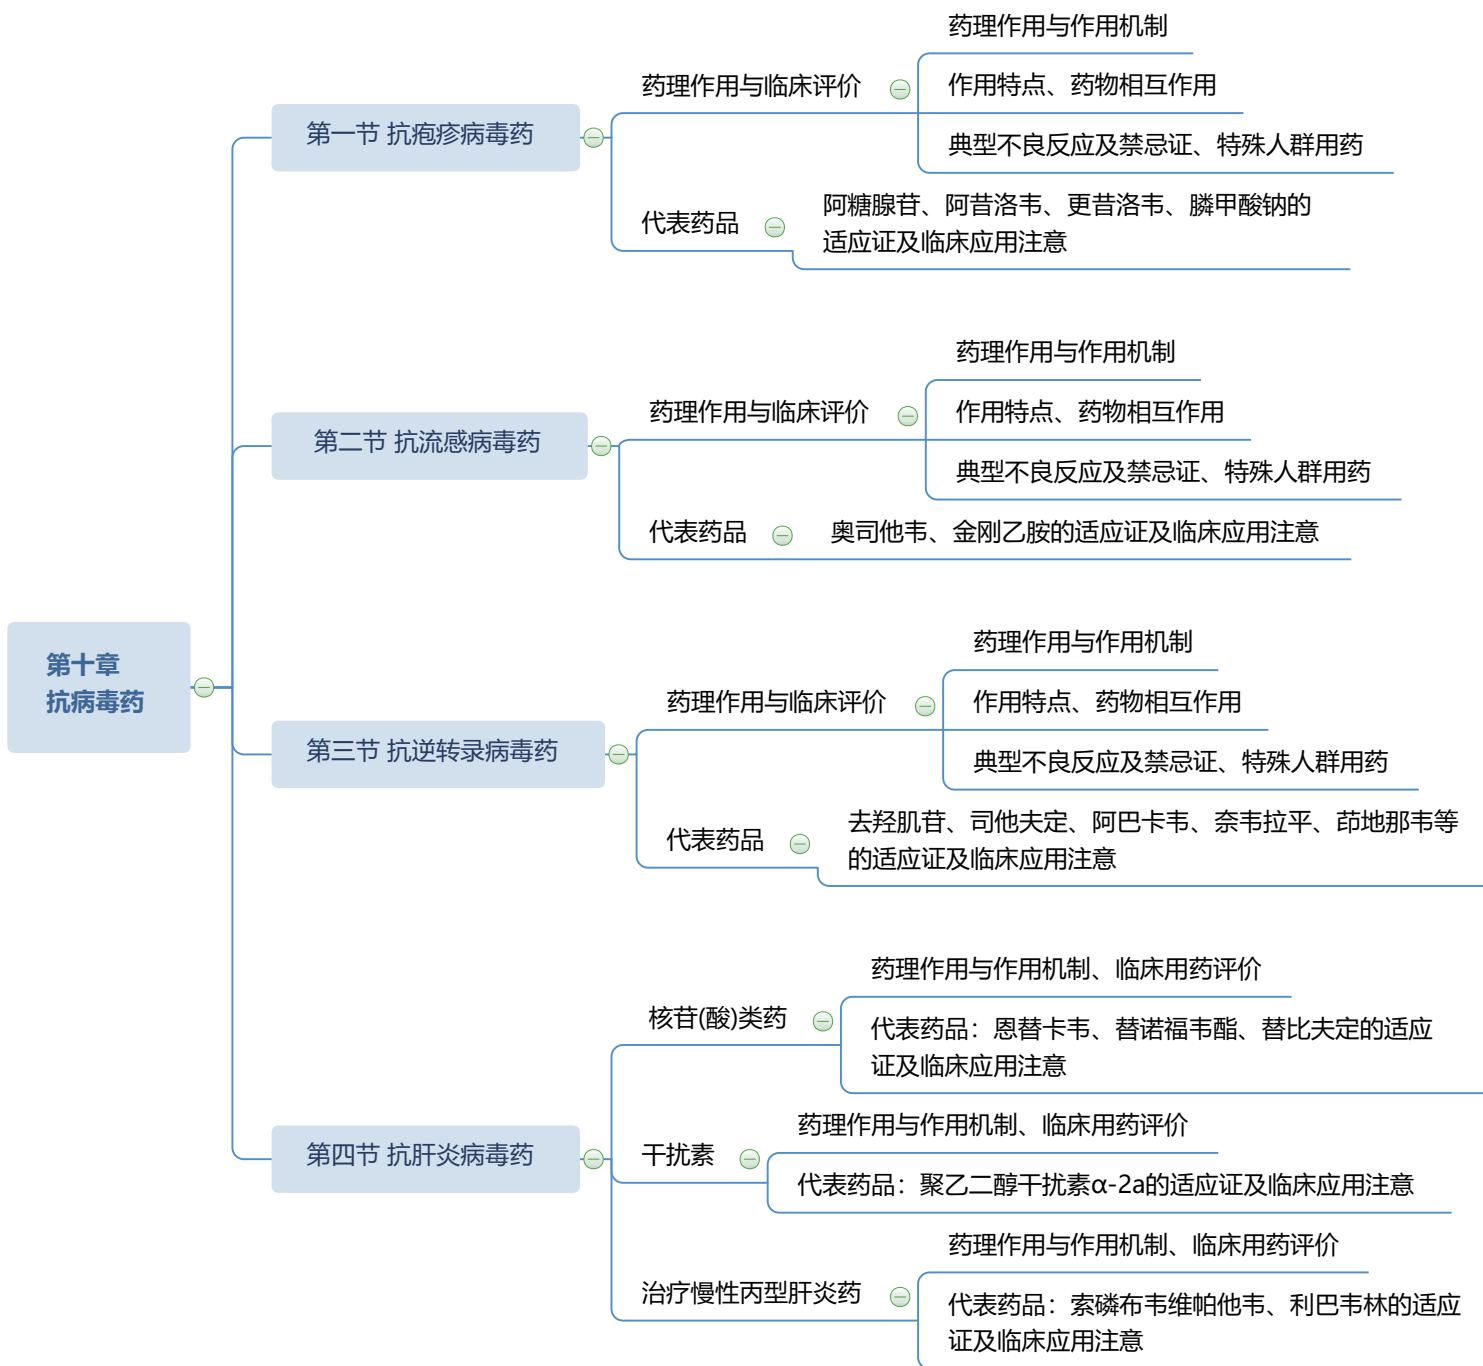 第十章
抗病毒药
第一节 抗疱疹病毒药
药理作用与临床评价
药理作用与作用机制
作用特点、药物相互作用
典型不良反应及禁忌证、特殊人群用药
代表药品
阿糖腺苷、阿昔洛韦、更昔洛韦、膦甲酸钠的
适应证及临床应用注意
第二节 抗流感病毒药
药理作用与临床评价
药理作用与作用机制
作用特点、药物相互作用
典型不良反应及禁忌证、特殊人群用药
代表药品
奥司他韦、金刚乙胺的适应证及临床应用注意
第三节 抗逆转录病毒药
药理作用与临床评价
药理作用与作用机制
作用特点、药物相互作用
典型不良反应及禁忌证、特殊人群用药
代表药品
去羟肌苷、司他夫定、阿巴卡韦、奈韦拉平、茚地那韦等
的适应证及临床应用注意
第四节 抗肝炎病毒药
核苷(酸)类药
药理作用与作用机制、临床用药评价
代表药品：恩替卡韦、替诺福韦酯、替比夫定的适应
证及临床应用注意
干扰素
药理作用与作用机制、临床用药评价
代表药品：聚乙二醇干扰素α-2a的适应证及临床应用注意
治疗慢性丙型肝炎药
药理作用与作用机制、临床用药评价
代表药品：索磷布韦维帕他韦、利巴韦林的适应
证及临床应用注意